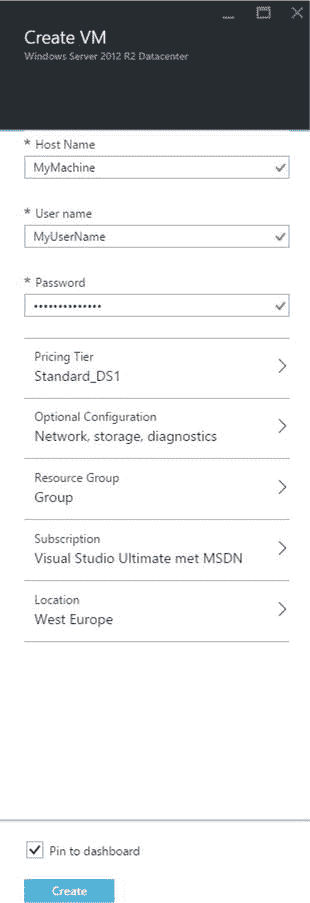 Create VM
Windows Server 2012 R2 Datacenter
* Host Name
MyMachine
* User name
MyUserName
* Password
••••••••••••••
Pricing Tier
Standard_DS1
Optional Configuration
Network, storage, diagnostics
Resource Group
Group
Subscription
Visual Studio Ultimate met MSDN
Location
West Europe
Pin to dashboard
Create